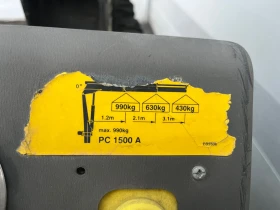 0°
990kg 630kg 430kg
1.2m 2.1m 3.1m
max. 990kg
PC 1500 A